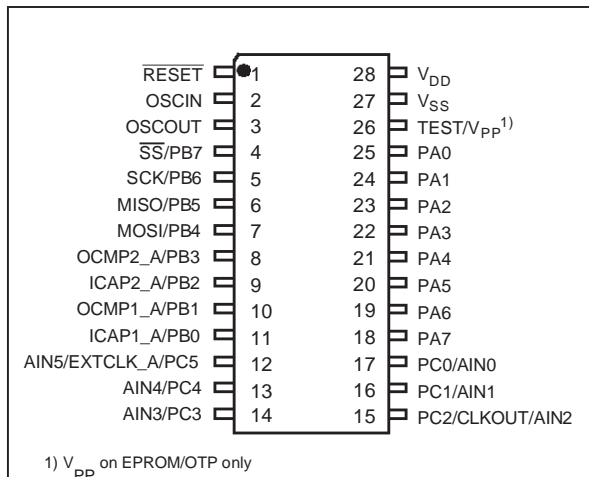 RESET 1 28 VDD
OSCIN 2 27 VSS
OSCOUT 3 26 TEST/VPP1)
SS/PB7 4 25 PA0
SCK/PB6 5 24 PA1
MISO/PB5 6 23 PA2
MOSI/PB4 7 22 PA3
OCMP2_A/PB3 8 21 PA4
ICAP2_A/PB2 9 20 PA5
OCMP1_A/PB1 10 19 PA6
ICAP1_A/PB0 11 18 PA7
AIN5/EXTCLK_A/PC5 12 17 PC0/AIN0
AIN4/PC4 13 16 PC1/AIN1
AIN3/PC3 14 15 PC2/CLKOUT/AIN2
1) VPP on EPROM/OTP only